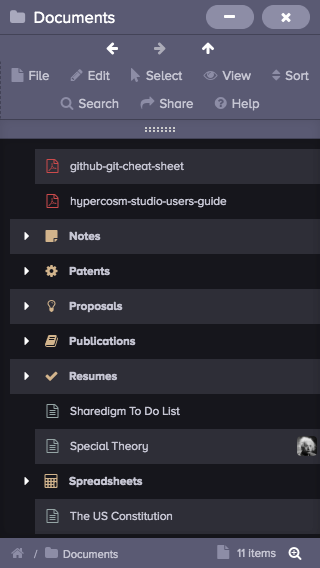 Documents
File Edit Select View Sort
Search Share Help
github-git-cheat-sheet
hypercosm-studio-users-guide
Notes
Patents
Proposals
Publications
Resumes
Sharedigm To Do List
Special Theory
Spreadsheets
The US Constitution
/ Documents 11 items